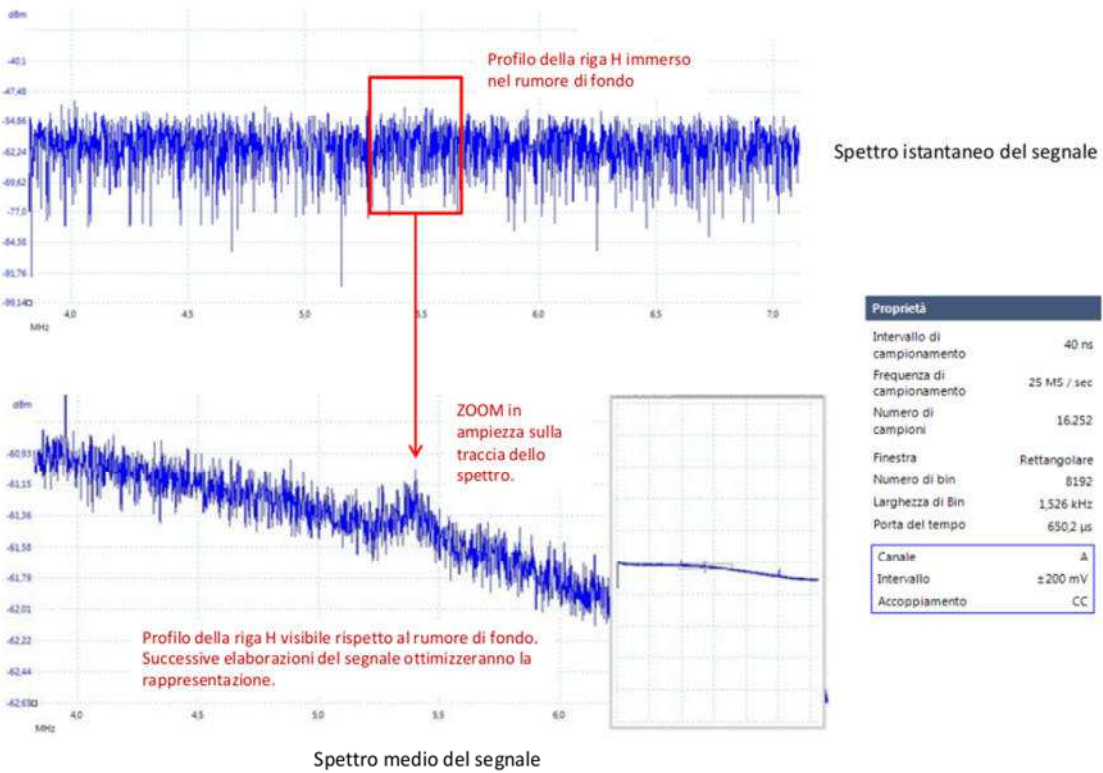 dBm
-40,1
-47,48
-54,86
-62,24
-69,62
-77,0
-84,38
-91,76
-99,14
4,0
4,5
5,0
5,5
6,0
6,5
7,0
MHz
Profilo della riga H immerso
nel rumore di fondo
Spettro istantaneo del segnale
dBm
-60,93
-61,15
-61,36
-61,58
-61,79
-62,01
-62,22
-62,44
-62,65
4,0
4,5
5,0
5,5
6,0
MHz
ZOOM in
ampiezza sulla
traccia dello
spettro.
Profilo della riga H visibile rispetto al rumore di fondo.
Successive elaborazioni del segnale ottimizzeranno la
rappresentazione.
Spettro medio del segnale
Proprietà
Intervallo di
campionamento
40 ns
Frequenza di
campionamento
25 MS / sec
Numero di
campioni
16.252
Finestra
Rettangolare
Numero di bin
8192
Larghezza di Bin
1,526 kHz
Porta del tempo
650,2 µs
Canale
A
Intervallo
±200 mV
Accoppiamento
CC